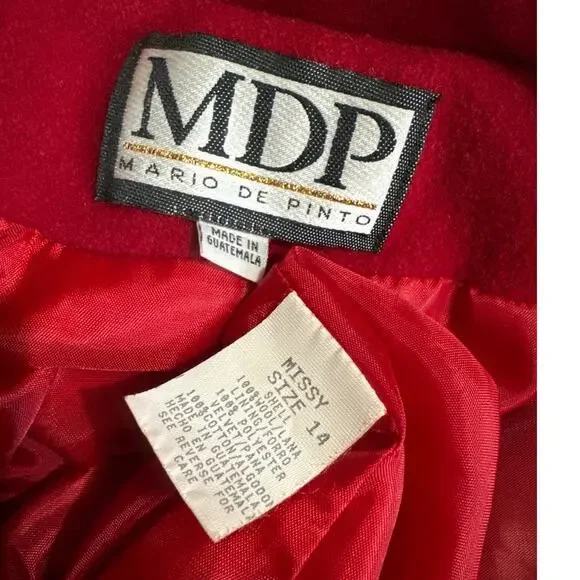 MDP
MARIO DE PINTO
MADE IN
GUATEMALA
MISSY
SIZE 14
SHELL
100%WOOL/LANA
LINING/FORRO
100% POLYESTER
VELVET/PANA
100%COTTON/ALGODON
MADE IN GUATEMALA
HECHO EN GUATEMALA
SEE REVERSE FOR
CARE